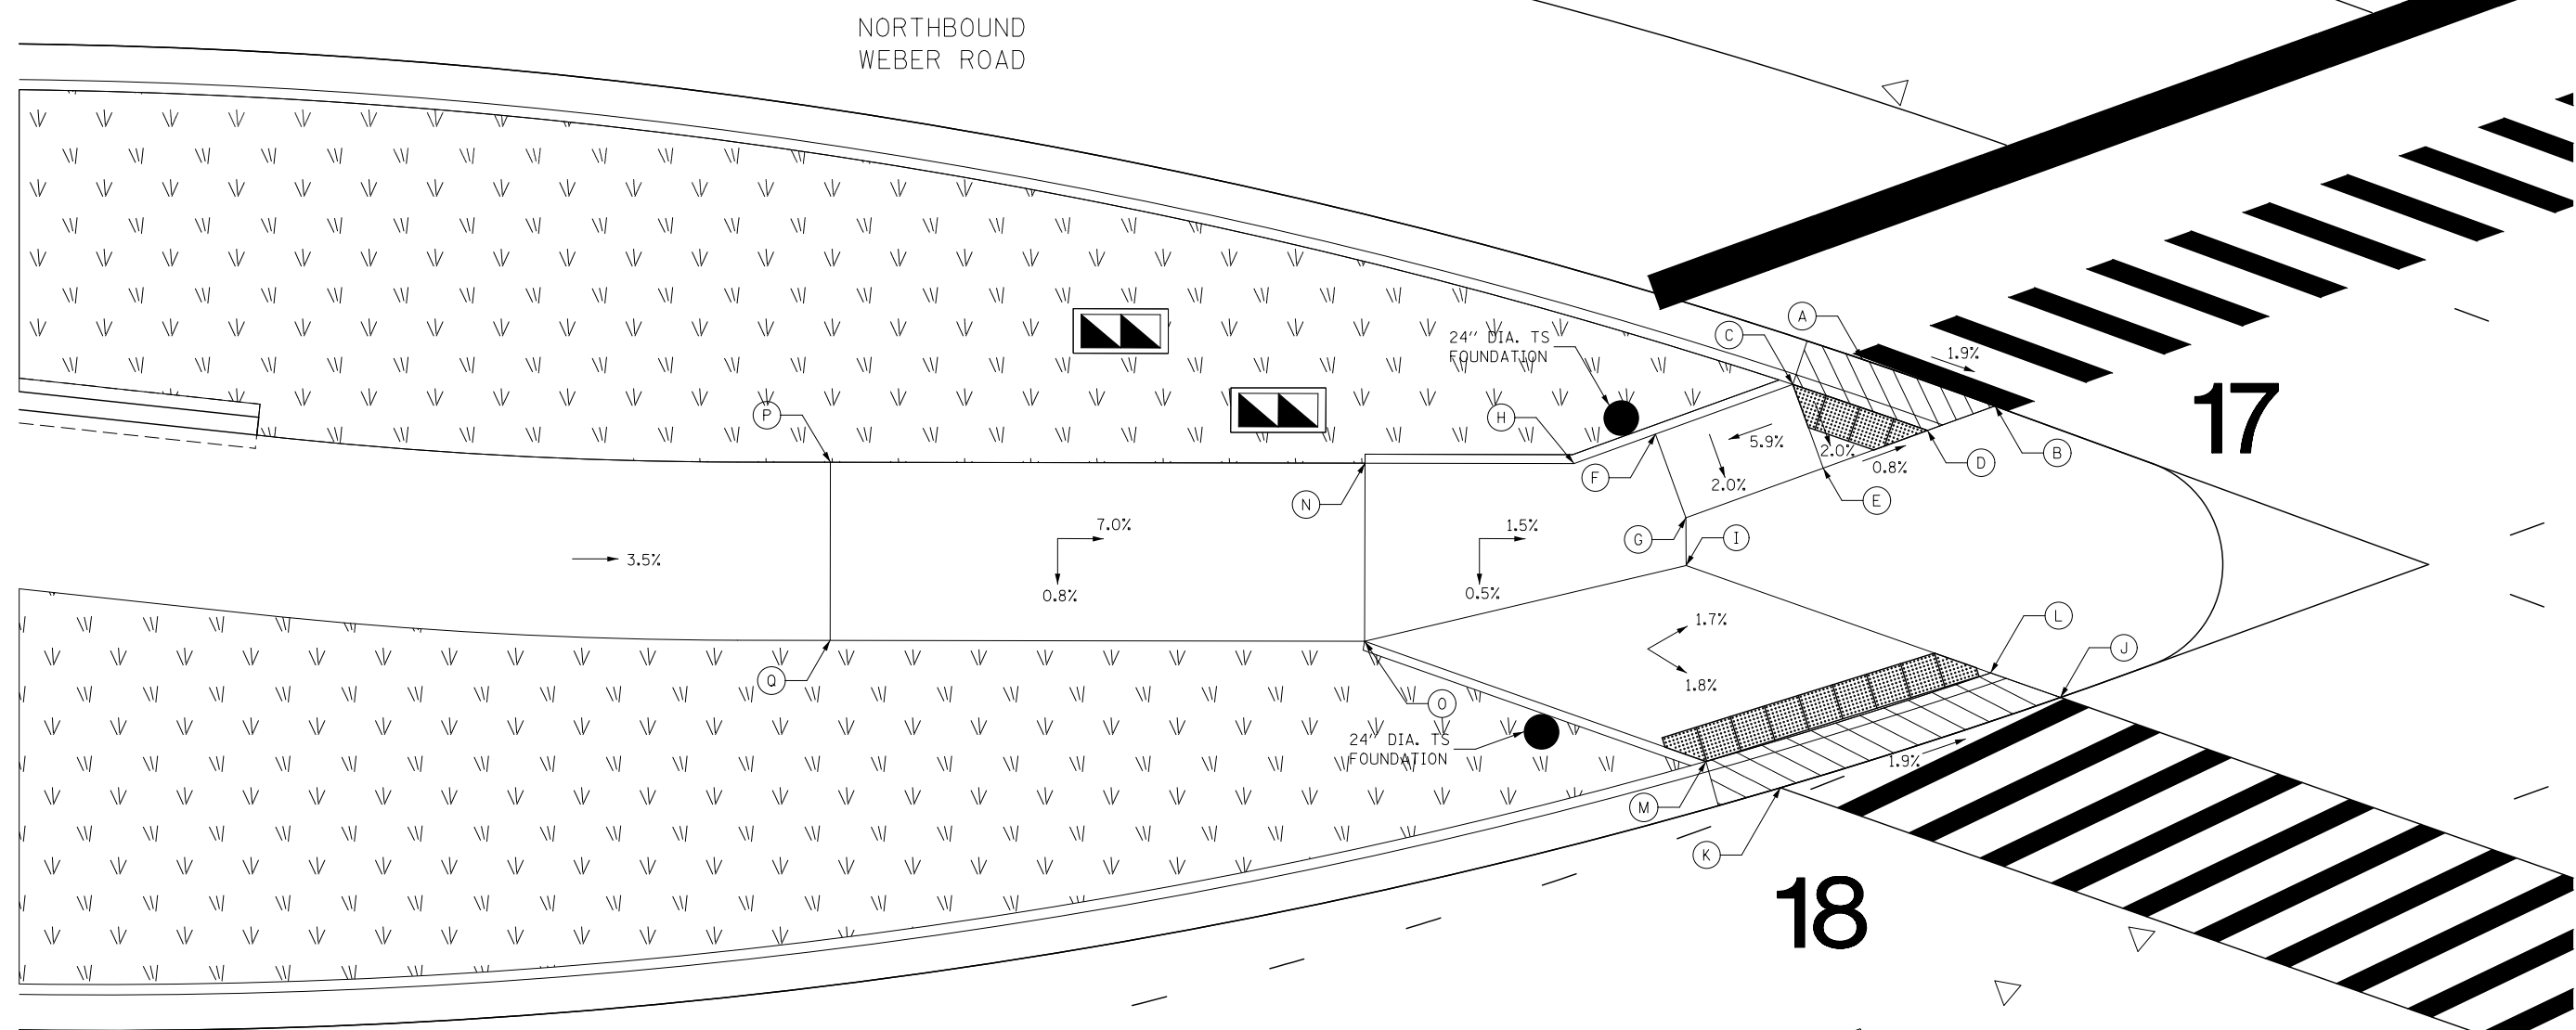 NORTHBOUND
WEBER ROAD
A
C
1.9%
24" DIA. TS
FOUNDATION
17
P
H
5.9%
2.0%
B
F
D
0.8%
2.0%
E
N
7.0%
1.5%
G
I
3.5%
0.8%
0.5%
L
1.7%
J
Q
1.8%
O
24" DIA. TS
FOUNDATION
1.9%
M
K
18